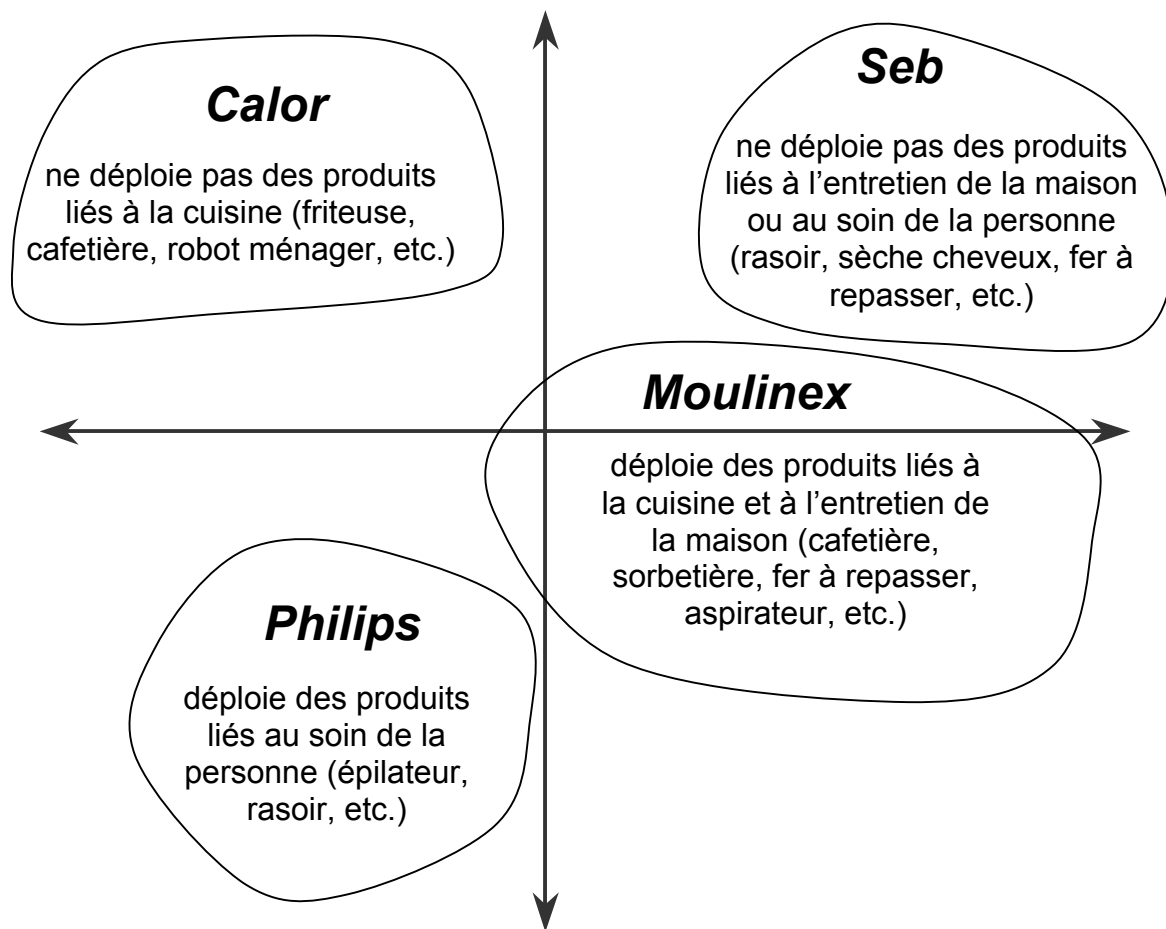 Calor
ne déploie pas des produits
liés à la cuisine (friteuse,
cafetière, robot ménager, etc.)
Seb
ne déploie pas des produits
liés à l’entretien de la maison
ou au soin de la personne
(rasoir, sèche cheveux, fer à
repasser, etc.)
Moulinex
déploie des produits liés à
la cuisine et à l’entretien de
la maison (cafetière,
sorbetière, fer à repasser,
aspirateur, etc.)
Philips
déploie des produits
liés au soin de la
personne (épilateur,
rasoir, etc.)